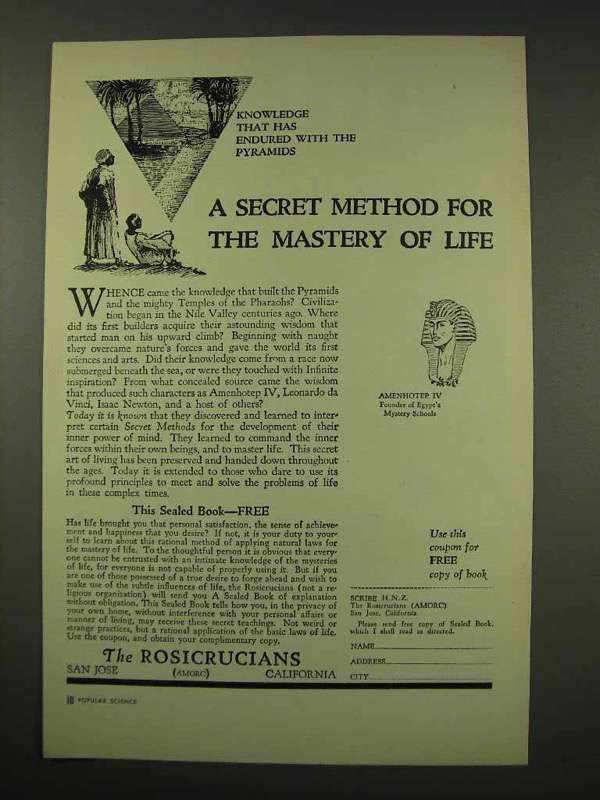 KNOWLEDGE
THAT HAS
ENDURED WITH THE
PYRAMIDS
A SECRET METHOD FOR
THE MASTERY OF LIFE
WHENCE came the knowledge that built the Pyramids
and the mighty Temples of the Pharaohs? Civiliza-
tion began in the Nile Valley centuries ago. Where
did its first builders acquire their astounding wisdom that
started man on his upward climb? Beginning with naught
they overcame nature's forces and gave the world its first
sciences and arts. Did their knowledge come from a race now
submerged beneath the sea, or were they touched with Infinite
inspiration? From what concealed source came the wisdom
that produced such characters as Amenhotep IV, Leonardo da
Vinci, Isaac Newton, and a host of others?
Today it is known that they discovered and learned to inter-
pret certain Secret Methods for the development of their
inner power of mind. They learned to command the inner
forces within their own beings, and to master life. This secret
art of living has been preserved and handed down throughout
the ages. Today it is extended to those who dare to use its
profound principles to meet and solve the problems of life
in these complex times.
This Sealed Book—FREE
Has life brought you that personal satisfaction, the sense of achieve-
ment and happiness that you desire? If not, it is your duty to your-
self to learn about this rational method of applying natural laws for
the mastery of life. To the thoughtful person it is obvious that every-
one cannot be entrusted with an intimate knowledge of the mysteries
of life, for everyone is not capable of properly using it. But if you
are one of those possessed of a true desire to forge ahead and wish to
make use of the subtle influences of life, the Rosicrucians (not a re-
ligious organization) will send you A Sealed Book of explanation
without obligation. This Sealed Book tells how you, in the privacy of
your own home, without interference with your personal affairs or
manner of living, may receive these secret teachings. Not weird or
strange practices, but a rational application of the basic laws of life.
Use the coupon, and obtain your complimentary copy.
The ROSICRUCIANS
SAN JOSE (AMORC) CALIFORNIA
AMENHOTEP IV
Founder of Egypt's
Mystery Schools
Use this
coupon for
FREE
copy of book
SCRIBE H.N.Z.
The Rosicrucians (AMORC)
San Jose, California
Please send free copy of Sealed Book,
which I shall read as directed.
NAME
ADDRESS
CITY
10 POPULAR SCIENCE